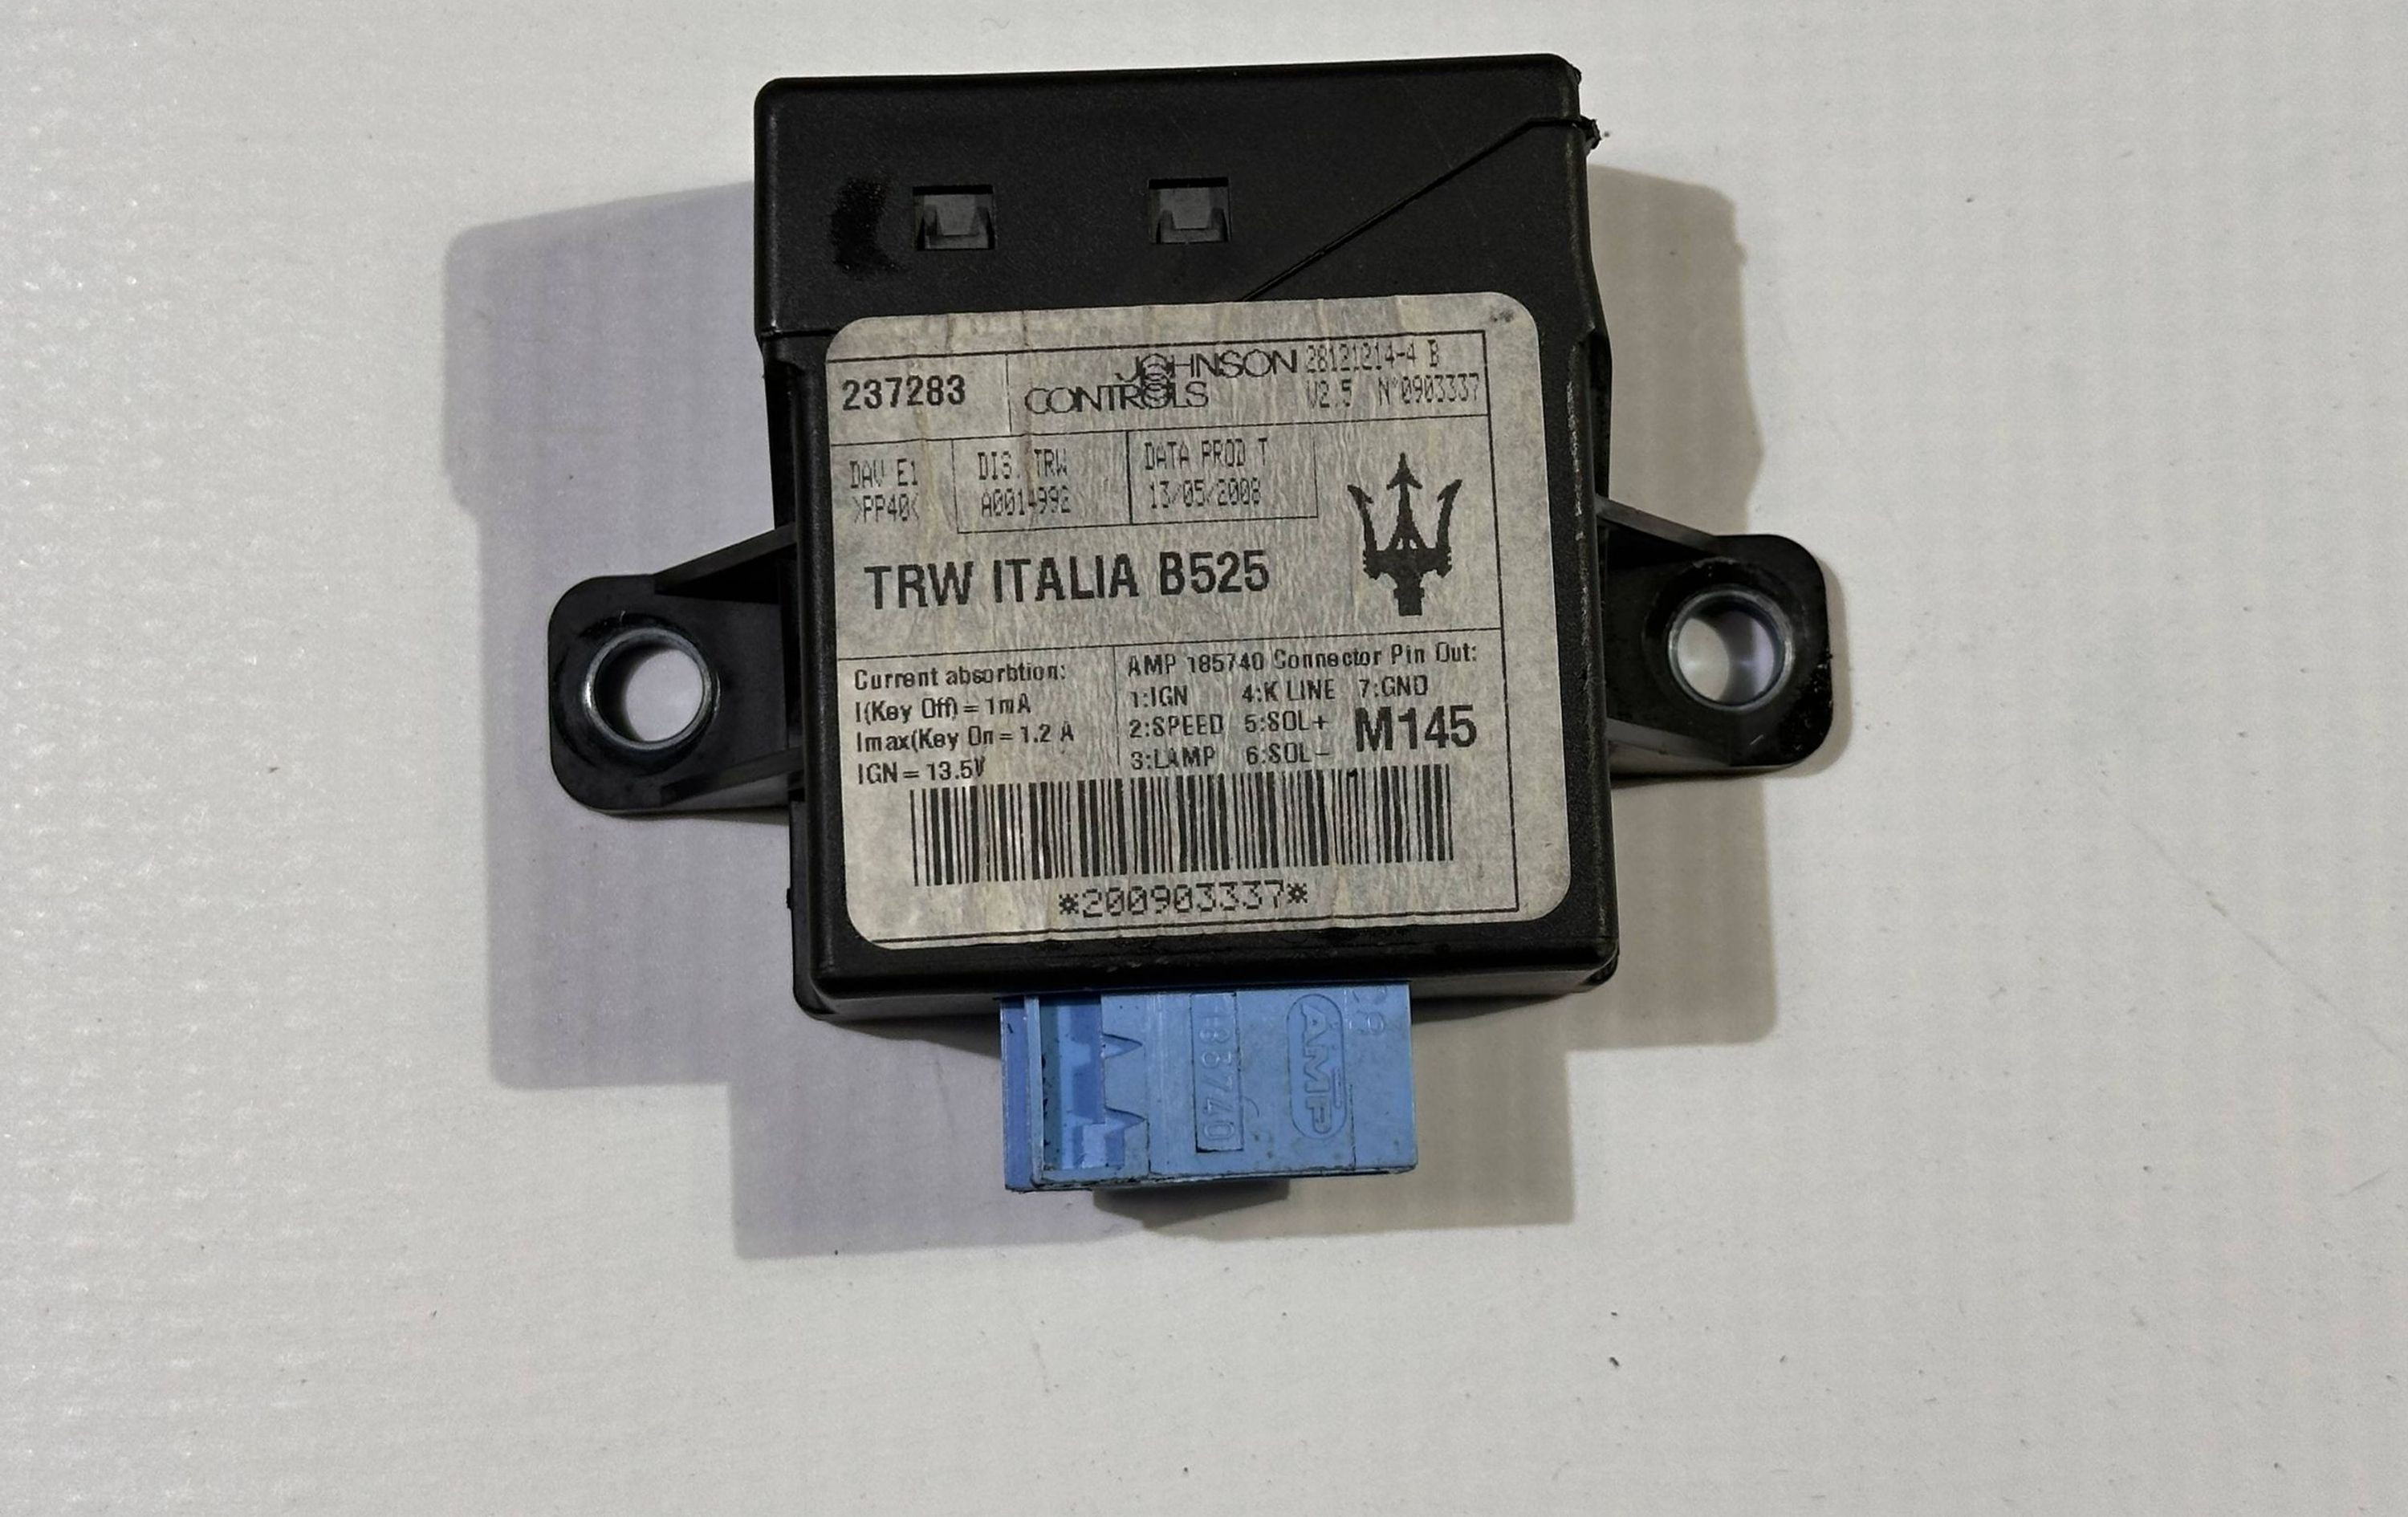 237283
JOHNSON
CONTROLS
28121214-4 B
V2.5 N°0903337
DAV E1
>PP40<
DIS. TRW
A0014992
DATA PROD T
13/05/2008
TRW ITALIA B525
Current absorbtion:
I(Key Off) = 1mA
Imax(Key On = 1.2 A
IGN = 13.5V
AMP 185740 Connector Pin Out:
1:IGN 4:K LINE 7:GND
2:SPEED 5:SOL+
3:LAMP 6:SOL-
M145
*200903337*
AMP